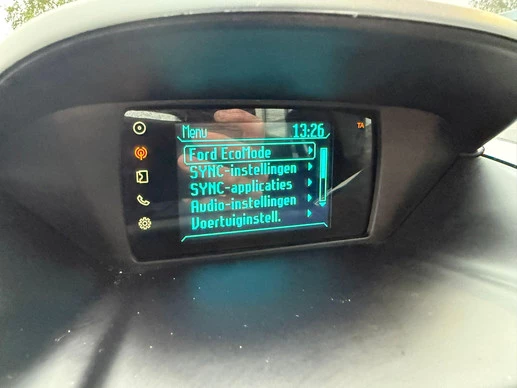 Menu 13:26
TA
Ford EcoMode
SYNC-instellingen
SYNC-applicaties
Audio-instellingen
Voertuiginstell.